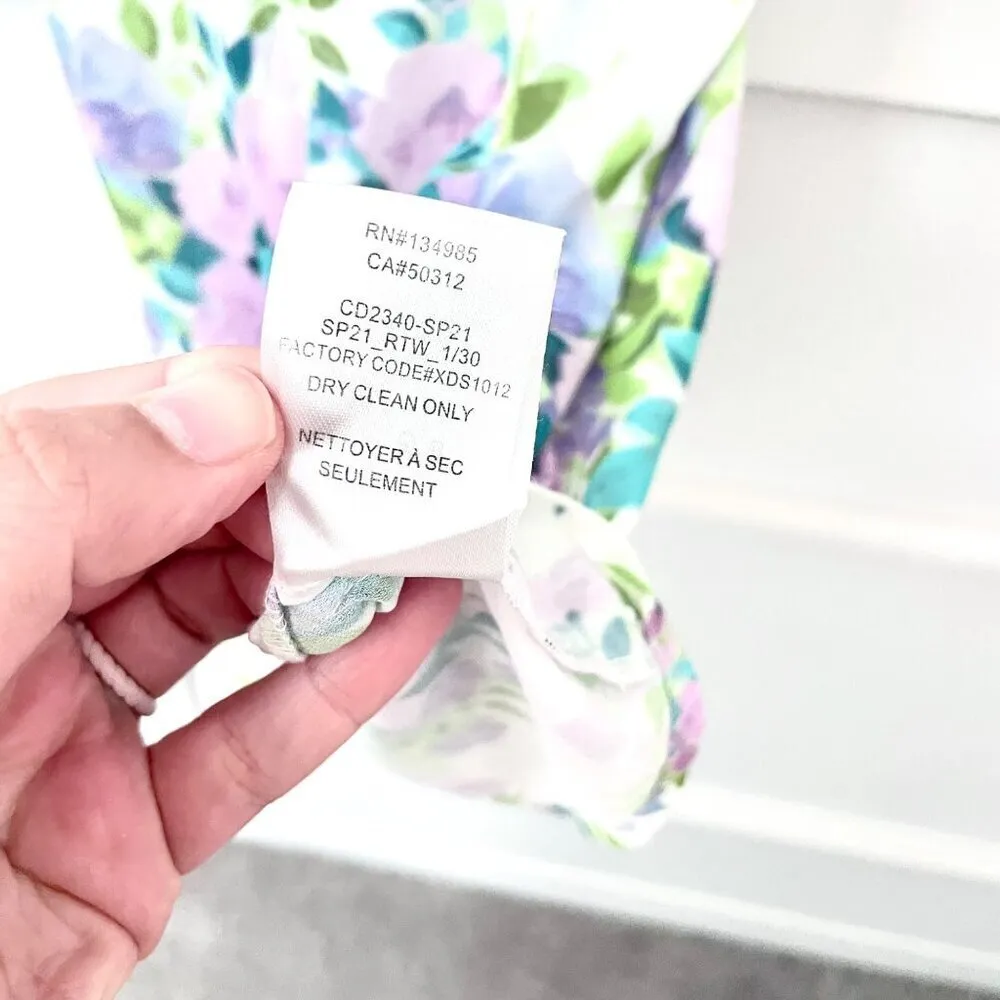 RN#134985
CA#50312
CD2340-SP21
SP21_RTW_1/30
FACTORY CODE#XDS1012
DRY CLEAN ONLY
NETTOYER À SEC
SEULEMENT